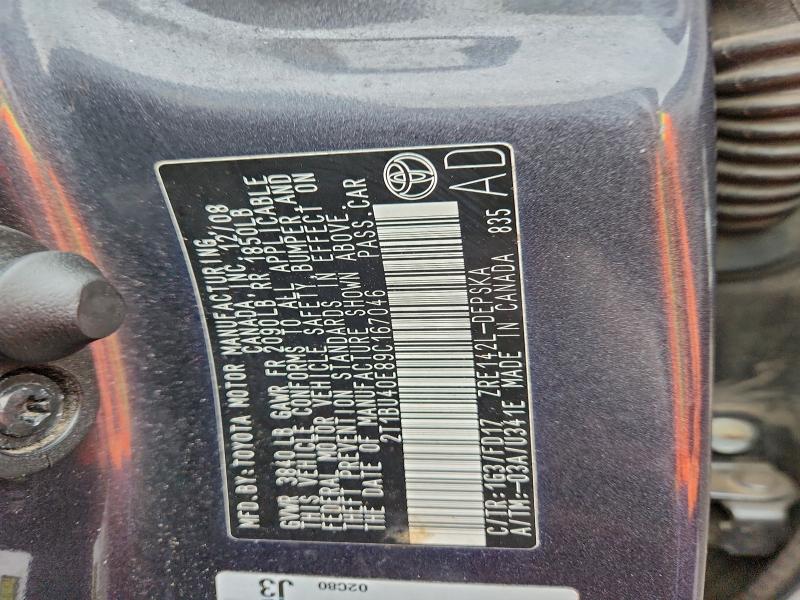 MFD.BY:TOYOTA MOTOR MANUFACTURING
CANADA, INC. 12/08
GVWR 3840LB GAWR FR 2090LB RR 1850LB
THIS VEHICLE CONFORMS TO ALL APPLICABLE
FEDERAL MOTOR VEHICLE SAFETY, BUMPER, AND
THEFT PREVENTION STANDARDS IN EFFECT ON
THE DATE OF MANUFACTURE SHOWN ABOVE.
2T1BU40E89C167046 PASS.CAR
C/TR:1G3/FD17 ZRE142L-DEPSKA
A/TM:-03A/U341E MADE IN CANADA 835
AD
J3
02C80